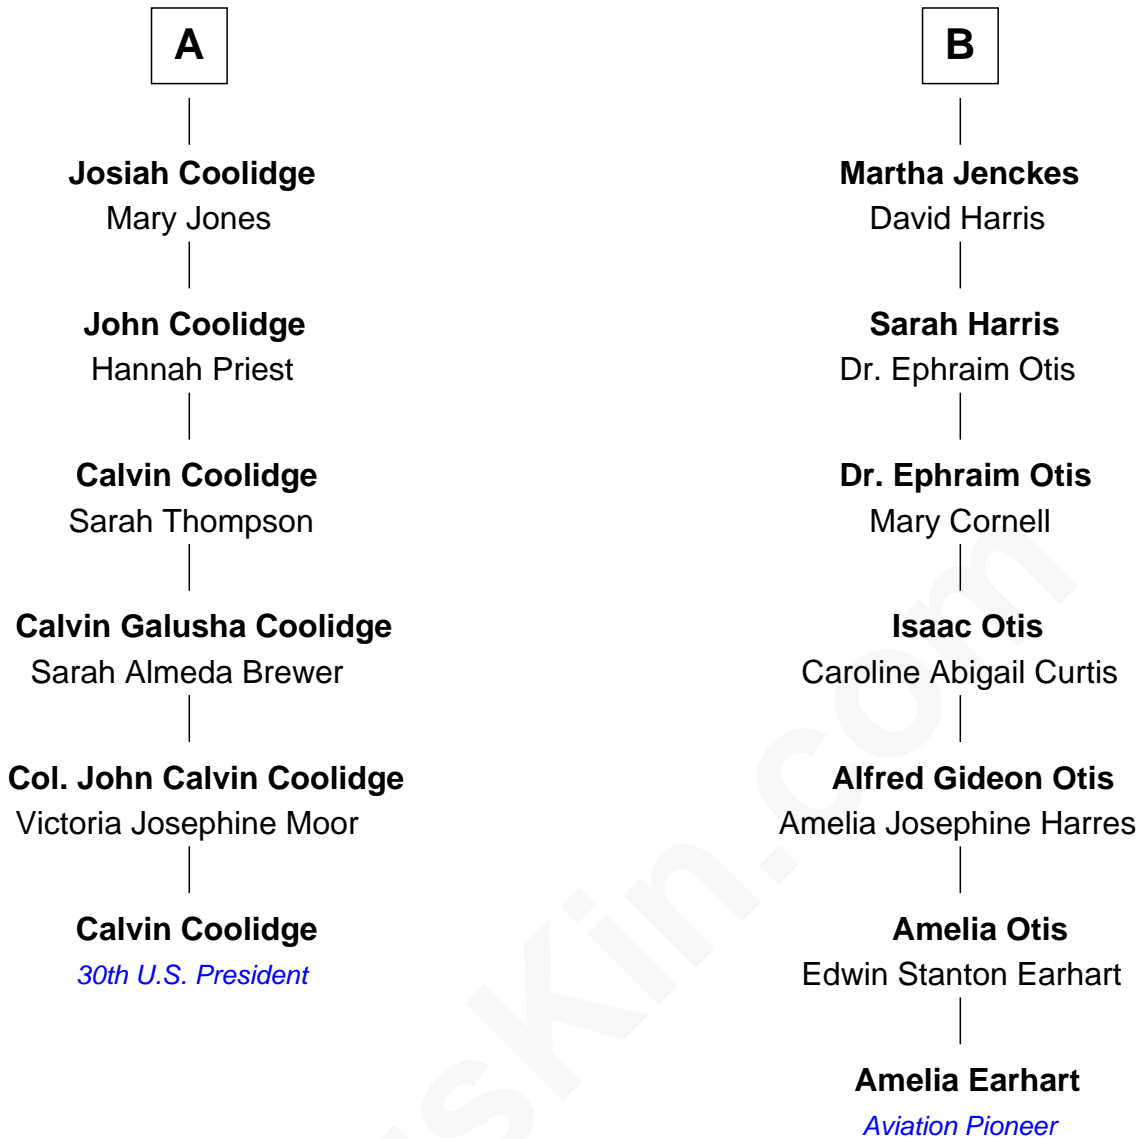 A
Josiah Coolidge
Mary Jones
John Coolidge
Hannah Priest
Calvin Coolidge
Sarah Thompson
Calvin Galusha Coolidge
Sarah Almeda Brewer
Col. John Calvin Coolidge
Victoria Josephine Moor
Calvin Coolidge
30th U.S. President
B
Martha Jenckes
David Harris
Sarah Harris
Dr. Ephraim Otis
Dr. Ephraim Otis
Mary Cornell
Isaac Otis
Caroline Abigail Curtis
Alfred Gideon Otis
Amelia Josephine Harres
Amelia Otis
Edwin Stanton Earhart
Amelia Earhart
Aviation Pioneer